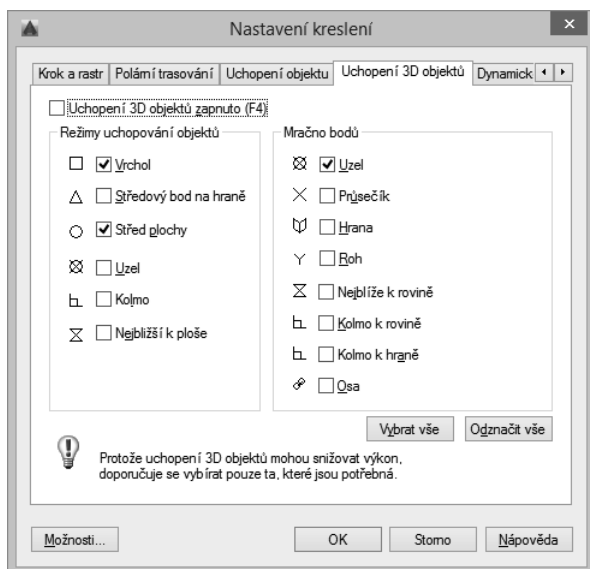 Nastavení kreslení
Krok a rastr
Polární trasování
Uchopení objektu
Uchopení 3D objektů
Dynamick
Uchopení 3D objektů zapnuto (F4)
Režimy uchopování objektů
Vrchol
Středový bod na hraně
Střed plochy
Uzel
Kolmo
Nejbližší k ploše
Mračno bodů
Uzel
Průsečík
Hrana
Roh
Nejblíže k rovině
Kolmo k rovině
Kolmo k hraně
Osa
Vybrat vše
Odznačit vše
Protože uchopení 3D objektů mohou snižovat výkon,
doporučuje se vybírat pouze ta, které jsou potřebná.
Možnosti...
OK
Storno
Nápověda